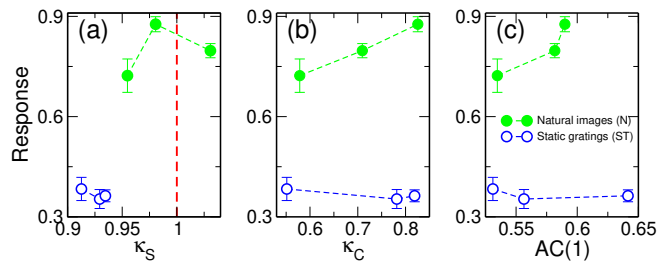 (a)
(b)
(c)
Response
0.9
0.6
0.3
0.9 0.95 1
κS
0.6 0.7 0.8
κC
0.55 0.6 0.65
AC(1)
Natural images (N)
Static gratings (ST)